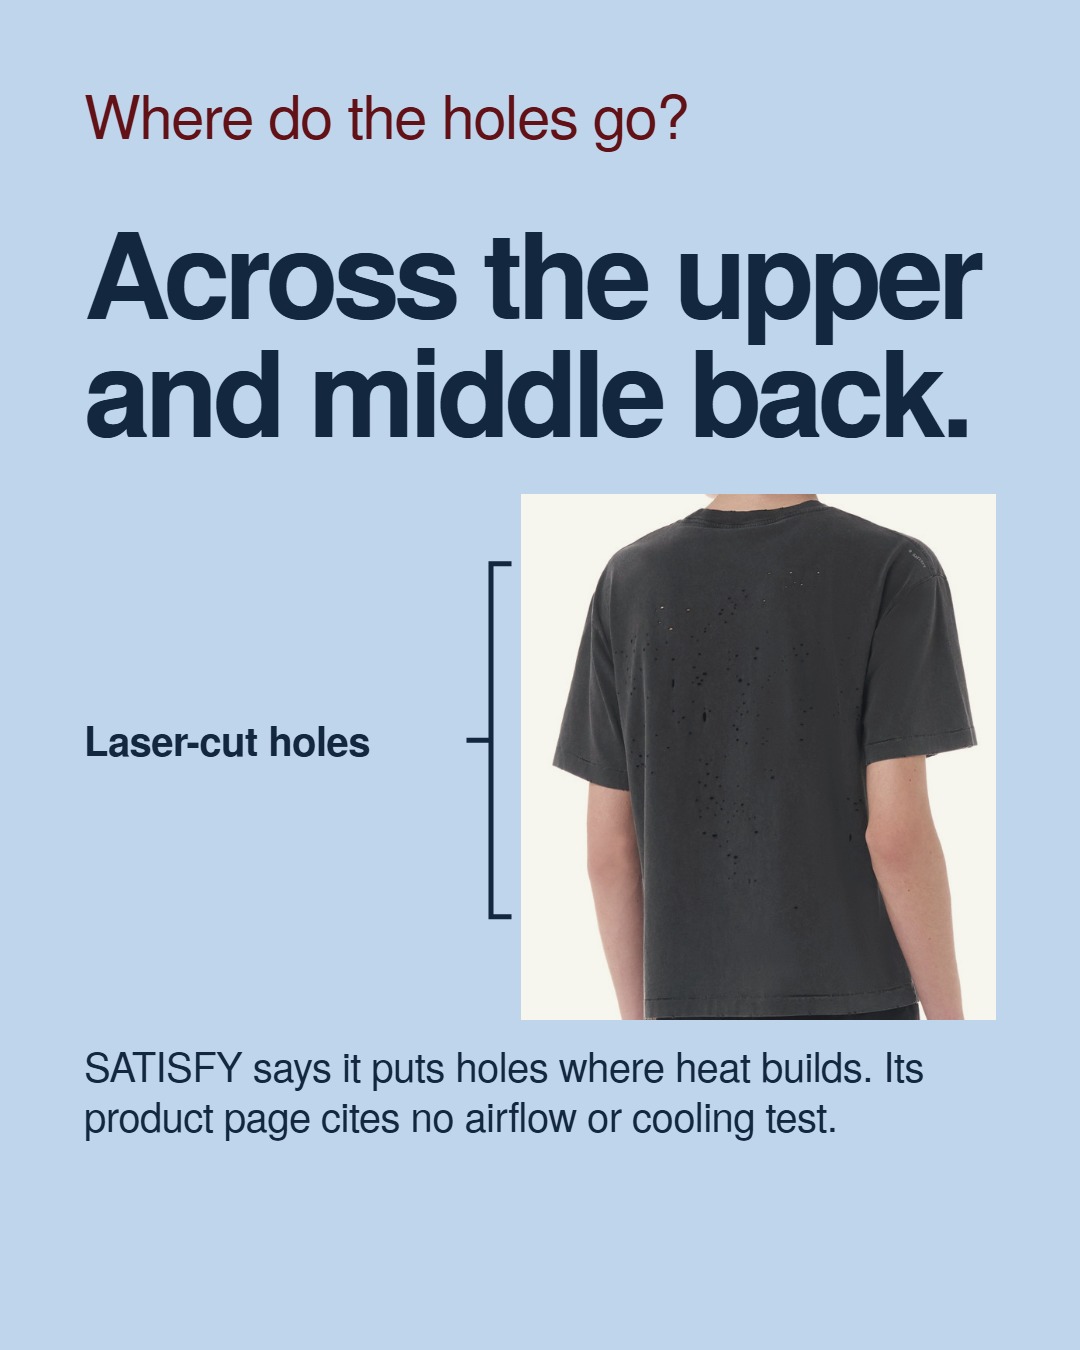 Where do the holes go?
Across the upper
and middle back.
Laser-cut holes
SATISFY says it puts holes where heat builds. Its
product page cites no airflow or cooling test.